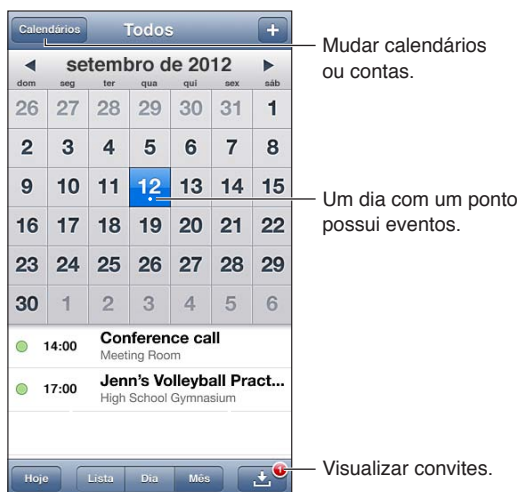 Calendários Todos +
Mudar calendários
ou contas.
setembro de 2012
dom seg ter qua qui sex sáb
26 27 28 29 30 31 1
2 3 4 5 6 7 8
9 10 11 12 13 14 15
Um dia com um ponto
possui eventos.
16 17 18 19 20 21 22
23 24 25 26 27 28 29
30 1 2 3 4 5 6
14:00 Conference call
Meeting Room
17:00 Jenn's Volleyball Pract...
High School Gymnasium
Hoje Lista Dia Mês 1
Visualizar convites.